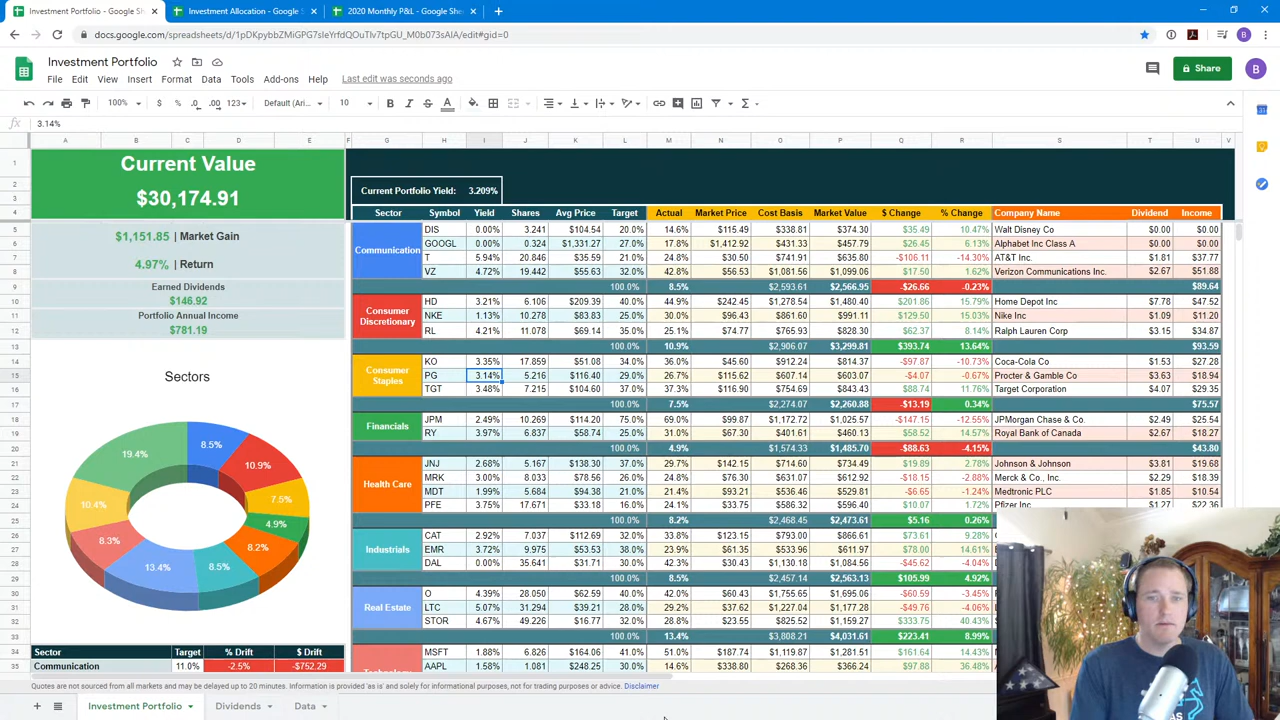 Investment Portfolio - Google Sh
Investment Allocation - Google S
2020 Monthly P&L - Google Shee
docs.google.com/spreadsheets/d/1pDKpybbZMiGPG7sleYrfdQOuTlv7tpGU_M0b073sAIA/edit#gid=0
Investment Portfolio
File Edit View Insert Format Data Tools Add-ons Help Last edit was seconds ago
Share
B
100% $ % .0 .00 123 Default (Ari... 10 B I S A
fx 3.14%
A B C D E F G H I J K L M N O P Q R S T U V
Current Value
$30,174.91
$1,151.85 | Market Gain
4.97% | Return
Earned Dividends
$146.92
Portfolio Annual Income
$781.19
Sectors
8.5%
10.9%
7.5%
4.9%
8.2%
8.5%
13.4%
8.3%
10.4%
19.4%
Sector Target % Drift $ Drift
Communication 11.0% -2.5% -$752.29
Current Portfolio Yield: 3.209%
Sector Symbol Yield Shares Avg Price Target Actual Market Price Cost Basis Market Value $ Change % Change Company Name Dividend Income
Communication
DIS 0.00% 3.241 $104.54 20.0% 14.6% $115.49 $338.81 $374.30 $35.49 10.47% Walt Disney Co $0.00 $0.00
GOOGL 0.00% 0.324 $1,331.27 27.0% 17.8% $1,412.92 $431.33 $457.79 $26.45 6.13% Alphabet Inc Class A $0.00 $0.00
T 5.94% 20.846 $35.59 21.0% 24.8% $30.50 $741.91 $635.80 -$106.11 -14.30% AT&T Inc. $1.81 $37.77
VZ 4.72% 19.442 $55.63 32.0% 42.8% $56.53 $1,081.56 $1,099.06 $17.50 1.62% Verizon Communications Inc. $2.67 $51.88
100.0% 8.5% $2,593.61 $2,566.95 -$26.66 -0.23% $89.64
Consumer Discretionary
HD 3.21% 6.106 $209.39 40.0% 44.9% $242.45 $1,278.54 $1,480.40 $201.86 15.79% Home Depot Inc $7.78 $47.52
NKE 1.13% 10.278 $83.83 25.0% 30.0% $96.43 $861.60 $991.11 $129.50 15.03% Nike Inc $1.09 $11.20
RL 4.21% 11.078 $69.14 35.0% 25.1% $74.77 $765.93 $828.30 $62.37 8.14% Ralph Lauren Corp $3.15 $34.87
100.0% 10.9% $2,906.07 $3,299.81 $393.74 13.64% $93.59
Consumer Staples
KO 3.35% 17.859 $51.08 34.0% 36.0% $45.60 $912.24 $814.37 -$97.87 -10.73% Coca-Cola Co $1.53 $27.28
PG 3.14% 5.216 $116.40 29.0% 26.7% $115.62 $607.14 $603.07 -$4.07 -0.67% Procter & Gamble Co $3.63 $18.94
TGT 3.48% 7.215 $104.60 37.0% 37.3% $116.90 $754.69 $843.43 $88.74 11.76% Target Corporation $4.07 $29.35
100.0% 7.5% $2,274.07 $2,260.88 -$13.19 0.34% $75.57
Financials
JPM 2.49% 10.269 $114.20 75.0% 69.0% $99.87 $1,172.72 $1,025.57 -$147.15 -12.55% JPMorgan Chase & Co. $2.49 $25.54
RY 3.97% 6.837 $58.74 25.0% 31.0% $67.30 $401.61 $460.13 $58.52 14.57% Royal Bank of Canada $2.67 $18.27
100.0% 4.9% $1,574.33 $1,485.70 -$88.63 -4.15% $43.80
Health Care
JNJ 2.68% 5.167 $138.30 37.0% 29.7% $142.15 $714.60 $734.49 $19.89 2.78% Johnson & Johnson $3.81 $19.68
MRK 3.00% 8.033 $78.56 26.0% 24.8% $76.30 $631.07 $612.92 -$18.15 -2.88% Merck & Co., Inc. $2.29 $18.39
MDT 1.99% 5.684 $94.38 21.0% 21.4% $93.21 $536.46 $529.81 -$6.65 -1.24% Medtronic PLC $1.85 $10.54
PFE 3.75% 17.671 $33.18 16.0% 24.1% $33.75 $586.32 $596.40 $10.07 1.72% Pfizer Inc. $1.27 $22.36
100.0% 8.2% $2,468.45 $2,473.61 $5.16 0.26%
Industrials
CAT 2.92% 7.037 $112.69 32.0% 33.8% $123.15 $793.00 $866.61 $73.61 9.28%
EMR 3.72% 9.975 $53.53 38.0% 23.9% $61.35 $533.96 $611.97 $78.00 14.61%
DAL 0.00% 35.641 $31.71 30.0% 42.3% $30.43 $1,130.18 $1,084.56 -$45.62 -4.04%
100.0% 8.5% $2,457.14 $2,563.13 $105.99 4.92%
Real Estate
O 4.39% 28.050 $62.59 40.0% 42.0% $60.43 $1,755.65 $1,695.06 -$60.59 -3.45%
LTC 5.07% 31.294 $39.21 28.0% 29.2% $37.62 $1,227.04 $1,177.28 -$49.76 -4.06%
STOR 4.67% 49.226 $16.77 32.0% 28.8% $23.55 $825.52 $1,159.27 $333.75 40.43%
100.0% 13.4% $3,808.21 $4,031.61 $223.41 8.99%
MSFT 1.88% 6.826 $164.06 41.0% 51.0% $187.74 $1,119.87 $1,281.51 $161.64 14.43%
AAPL 1.58% 1.081 $248.25 30.0% 14.6% $338.80 $268.36 $366.24 $97.88 36.48%
Quotes are not sourced from all markets and may be delayed up to 20 minutes. Information is provided 'as is' and solely for informational purposes, not for trading purposes or advice. Disclaimer
Investment Portfolio Dividends Data